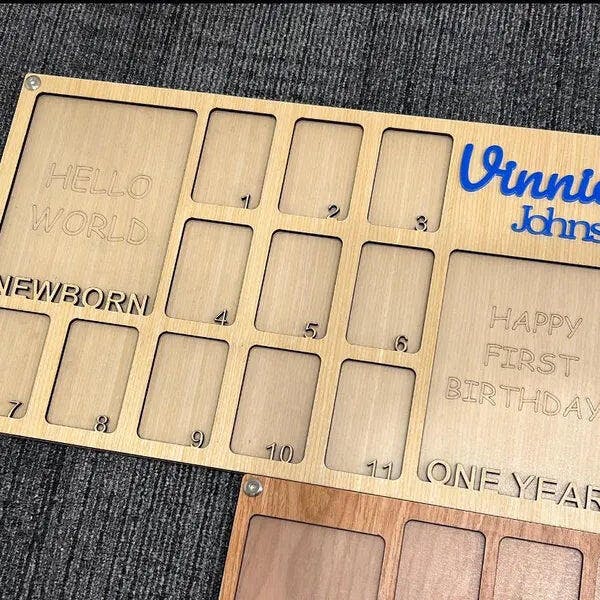 HELLO
WORLD
NEWBORN
1
2
3
Vinnie
Johns
4
5
6
HAPPY
FIRST
BIRTHDAY
7
8
9
10
11
ONE YEAR